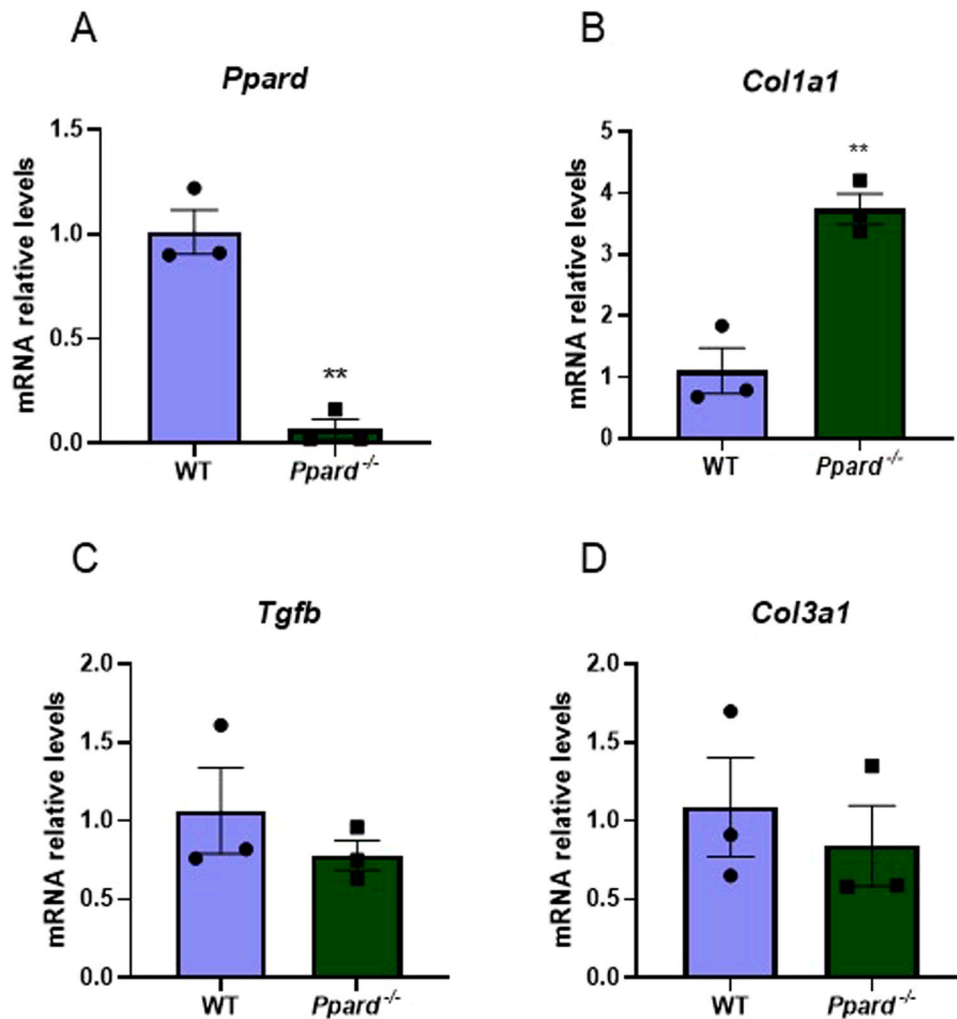 A
Ppard
mRNA relative levels
1.5
1.0
0.5
0.0
**
WT
Ppard-/-
B
Col1a1
mRNA relative levels
5
4
3
2
1
0
**
WT
Ppard-/-
C
Tgfb
mRNA relative levels
2.0
1.5
1.0
0.5
0.0
WT
Ppard-/-
D
Col3a1
mRNA relative levels
2.0
1.5
1.0
0.5
0.0
WT
Ppard-/-